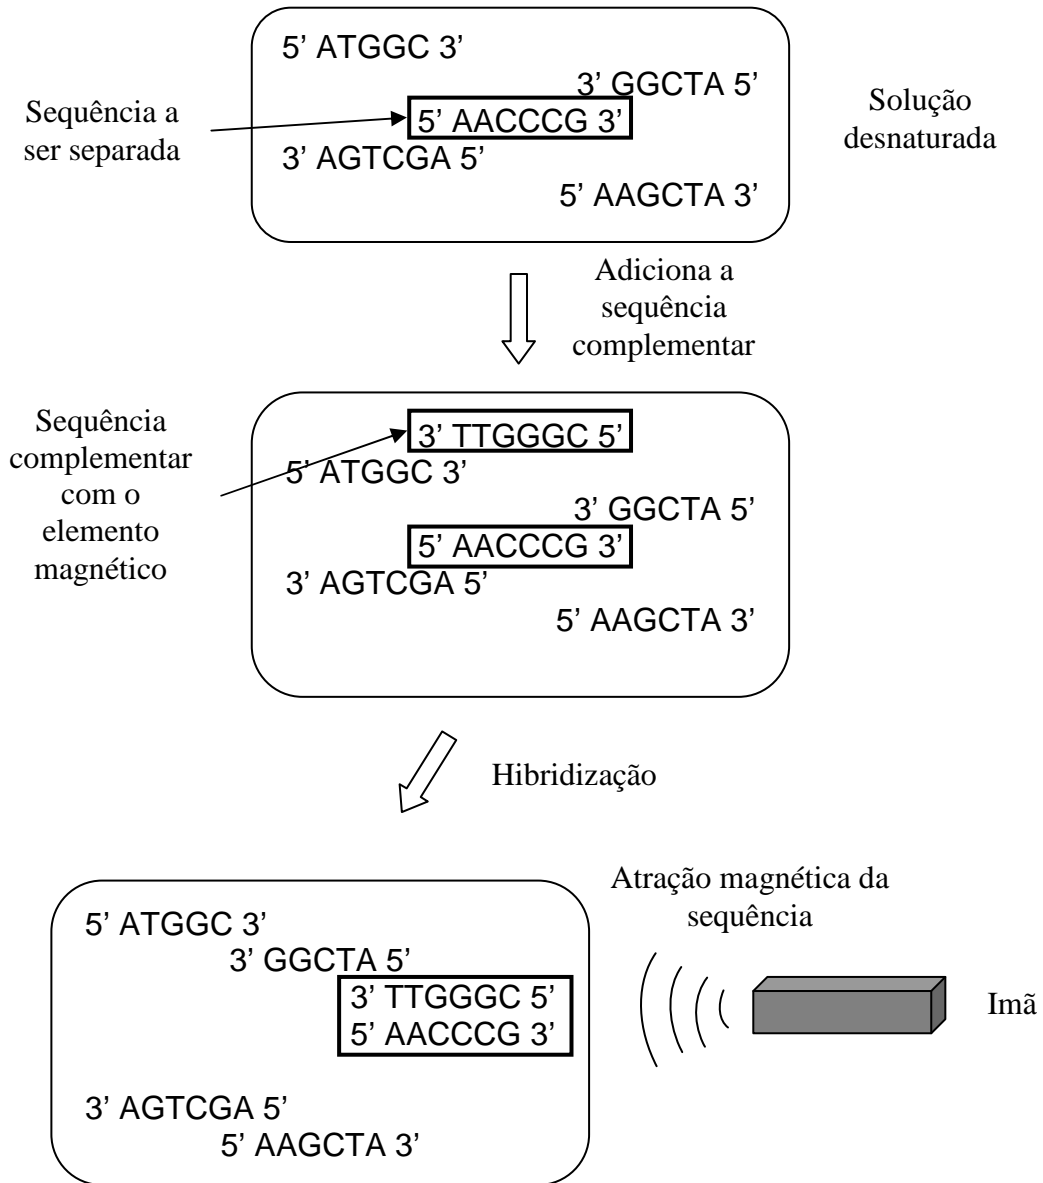 5’ ATGGC 3’
3’ GGCTA 5’
Sequência a
ser separada
5’ AACCCG 3’
Solução
desnaturada
3’ AGTCGA 5’
5’ AAGCTA 3’
Adiciona a
sequência
complementar
Sequência
complementar
com o
elemento
magnético
3’ TTGGGC 5’
5’ ATGGC 3’
3’ GGCTA 5’
5’ AACCCG 3’
3’ AGTCGA 5’
5’ AAGCTA 3’
Hibridização
Atração magnética da
sequência
5’ ATGGC 3’
3’ GGCTA 5’
3’ TTGGGC 5’
5’ AACCCG 3’
Imã
3’ AGTCGA 5’
5’ AAGCTA 3’